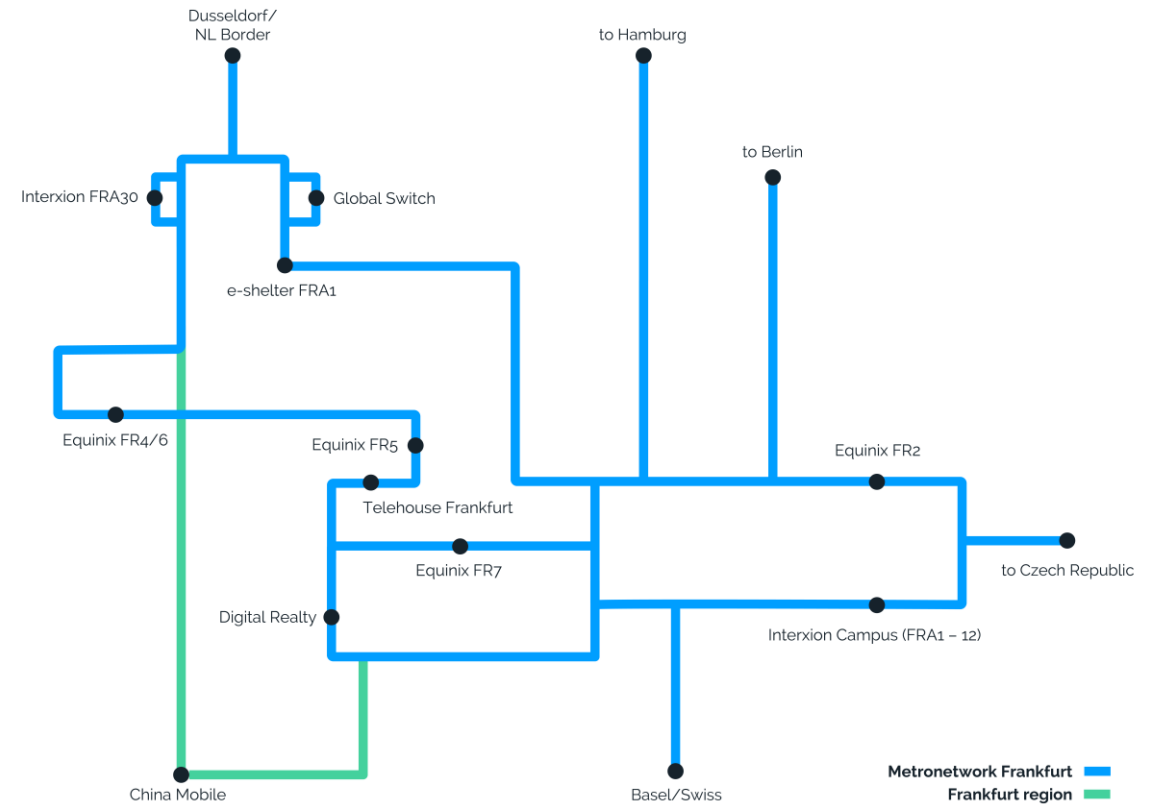 Dusseldorf/
NL Border
to Hamburg
to Berlin
Interxion FRA30
Global Switch
e-shelter FRA1
Equinix FR4/6
Equinix FR5
Equinix FR2
Telehouse Frankfurt
Equinix FR7
to Czech Republic
Digital Realty
Interxion Campus (FRA1 – 12)
Metronetwork Frankfurt
Frankfurt region
China Mobile
Basel/Swiss